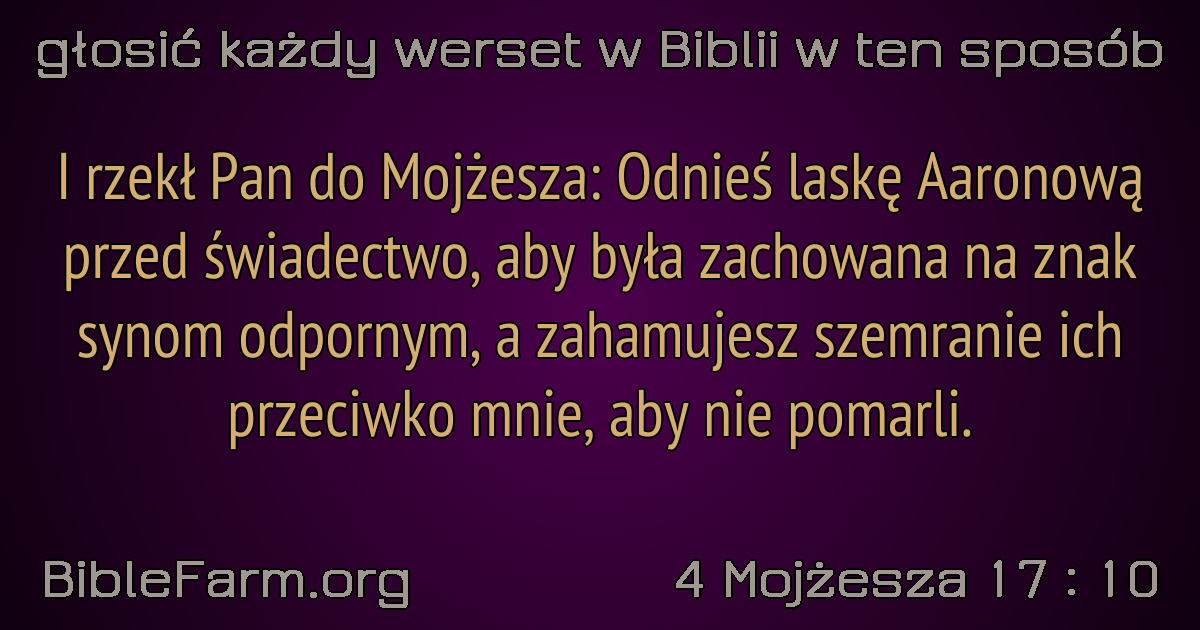 głosić każdy werset w Biblii w ten sposób
I rzekł Pan do Mojżesza: Odnieś laskę Aaronową
przed świadectwo, aby była zachowana na znak
synom odpornym, a zahamujesz szemranie ich
przeciwko mnie, aby nie pomarli.
BibleFarm.org
4 Mojżesza 17 : 10